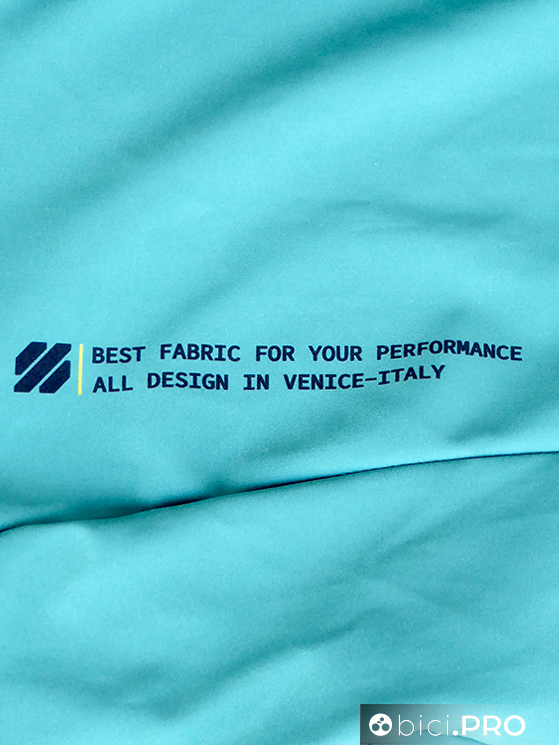 BEST FABRIC FOR YOUR PERFORMANCE
ALL DESIGN IN VENICE-ITALY
bici.PRO